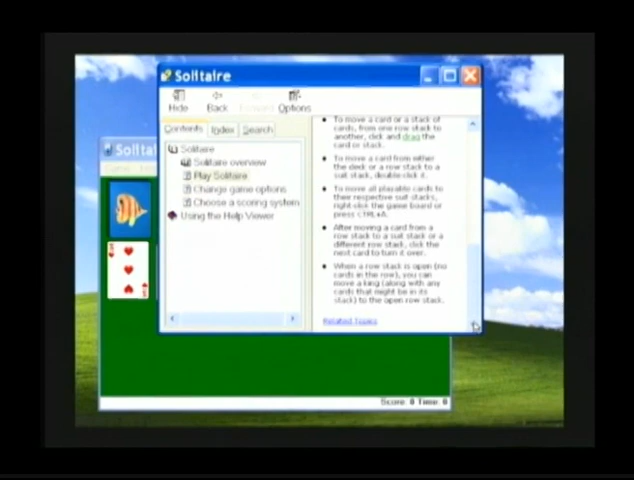 Solitaire
Hide Back Forward Options
Contents Index Search
Solitaire
Solitaire overview
Play Solitaire
Change game options
Choose a scoring system
Using the Help Viewer
To move a card or a stack of
cards, from one row stack to
another, click and drag the
card or stack.
To move a card from either
the deck or a row stack to a
suit stack, double-click it.
To move all playable cards to
their respective suit stacks,
right-click the game board or
press CTRL+A.
After moving a card from a
row stack to a suit stack or a
different row stack, click the
next card to turn it over.
When a row stack is open (no
cards in the row), you can
move a king (along with any
cards that might be in its
stack) to the open row stack.
Related Topics
Solita
Game
Score: 0 Time: 0